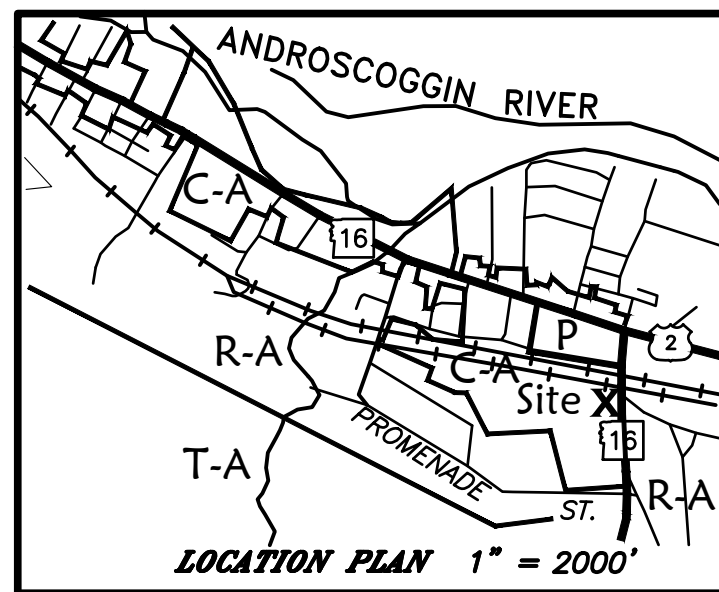 ANDROSCOGGIN RIVER
C-A
16
P
2
R-A
C-A
Site X
16
PROMENADE ST.
T-A
R-A
LOCATION PLAN 1" = 2000'